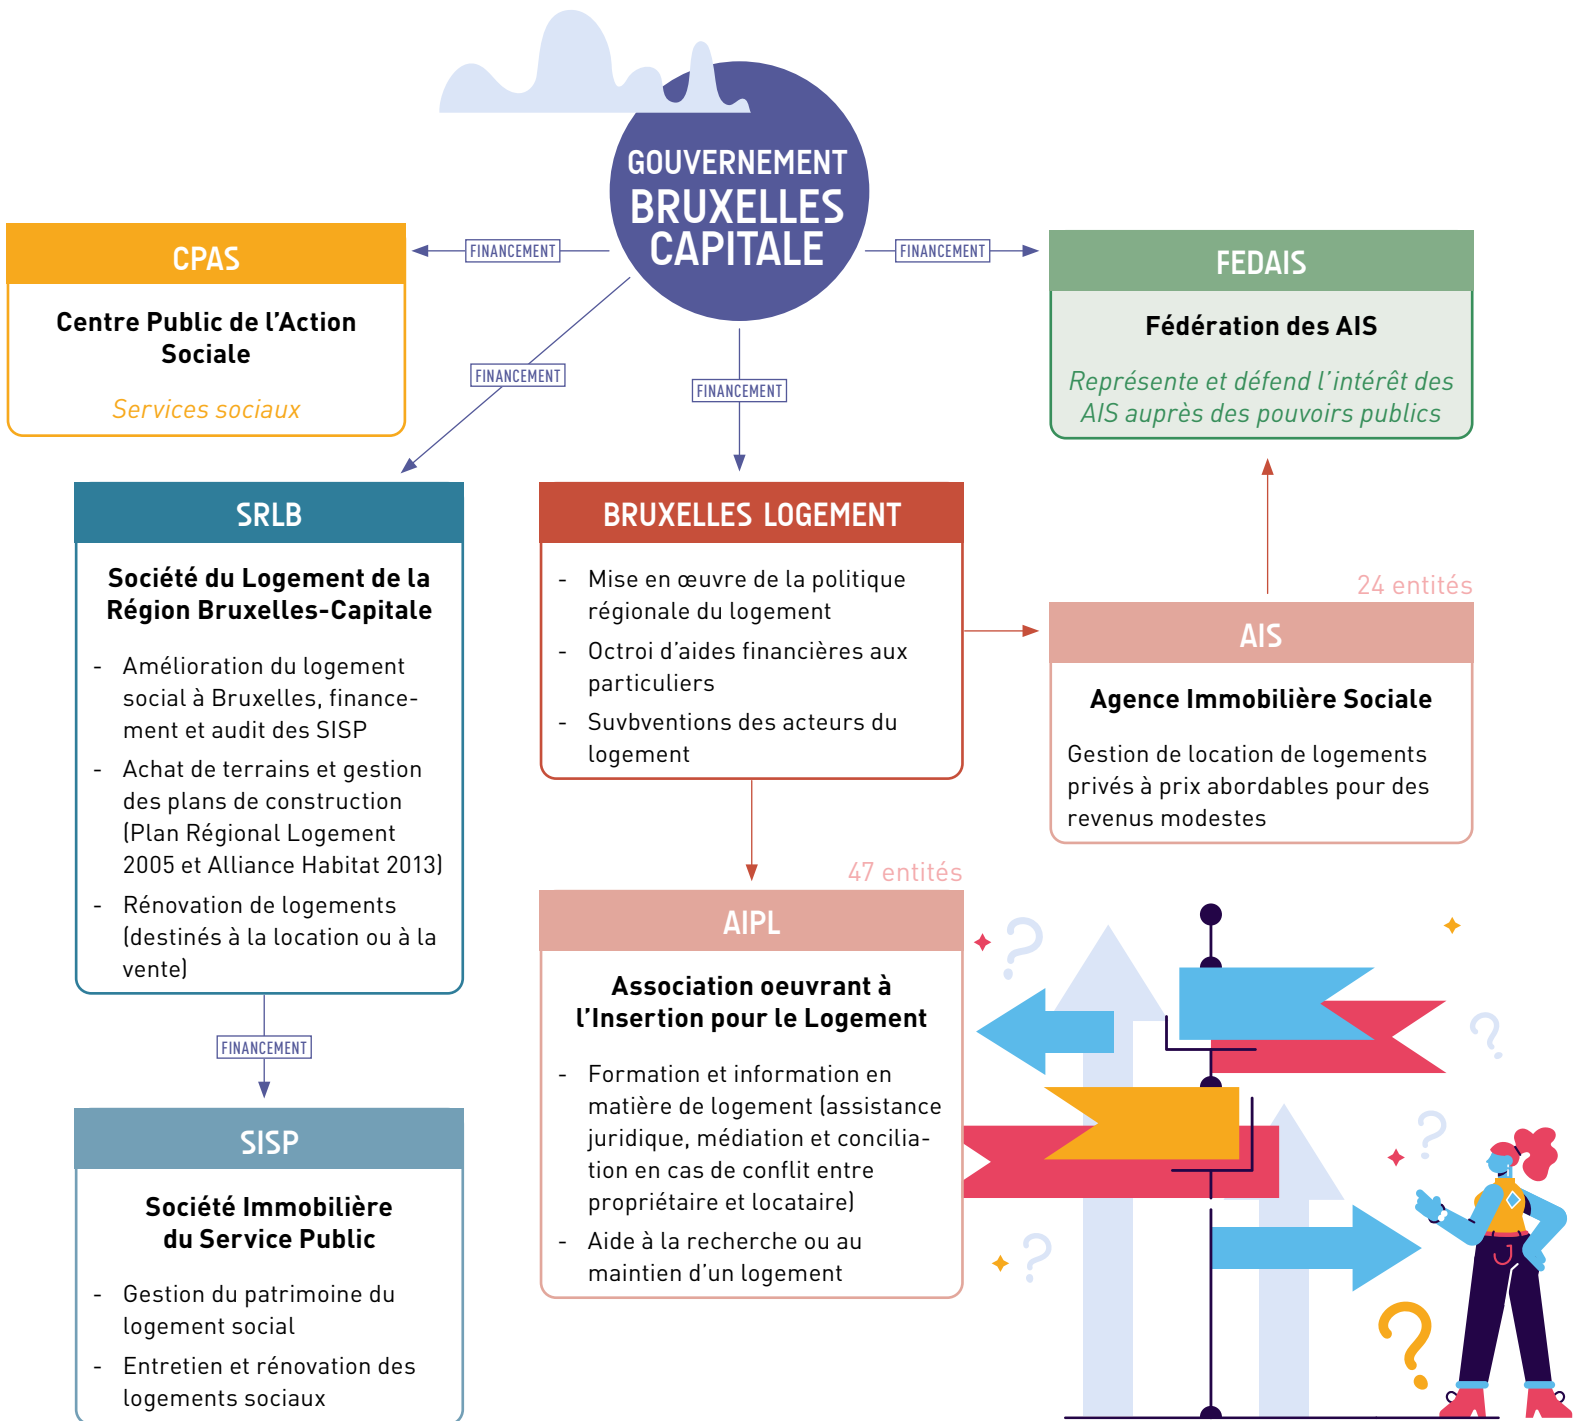 GOUVERNEMENT
BRUXELLES
CAPITALE
FINANCEMENT
FINANCEMENT
FINANCEMENT
FINANCEMENT
CPAS
Centre Public de l’Action
Sociale
Services sociaux
FEDAIS
Fédération des AIS
Représente et défend l’intérêt des
AIS auprès des pouvoirs publics
SRLB
Société du Logement de la
Région Bruxelles-Capitale
- Amélioration du logement
social à Bruxelles, finance-
ment et audit des SISP
- Achat de terrains et gestion
des plans de construction
(Plan Régional Logement
2005 et Alliance Habitat 2013)
- Rénovation de logements
(destinés à la location ou à la
vente)
BRUXELLES LOGEMENT
- Mise en œuvre de la politique
régionale du logement
- Octroi d’aides financières aux
particuliers
- Suvbventions des acteurs du
logement
24 entités
AIS
Agence Immobilière Sociale
Gestion de location de logements
privés à prix abordables pour des
revenus modestes
47 entités
AIPL
Association oeuvrant à
l’Insertion pour le Logement
- Formation et information en
matière de logement (assistance
juridique, médiation et concilia-
tion en cas de conflit entre
propriétaire et locataire)
- Aide à la recherche ou au
maintien d’un logement
FINANCEMENT
SISP
Société Immobilière
du Service Public
- Gestion du patrimoine du
logement social
- Entretien et rénovation des
logements sociaux
? ? ? ? ?